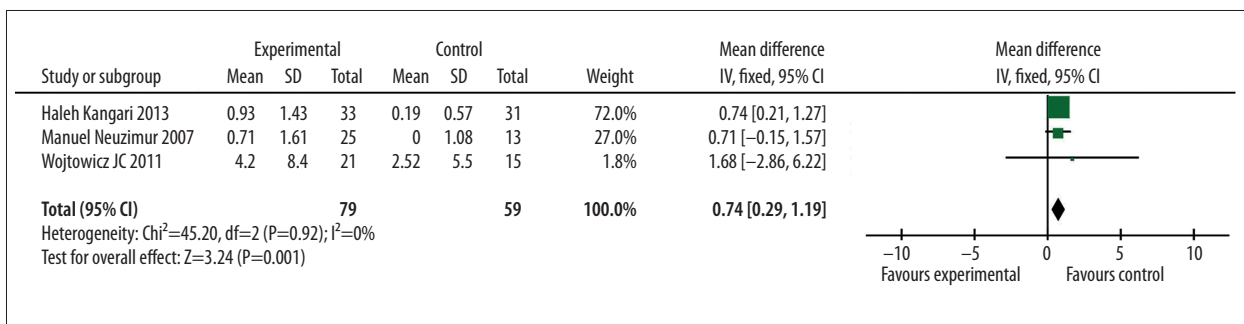 Experimental Control Mean difference Mean difference
Study or subgroup Mean SD Total Mean SD Total Weight IV, fixed, 95% CI IV, fixed, 95% CI
Haleh Kangari 2013 0.93 1.43 33 0.19 0.57 31 72.0% 0.74 [0.21, 1.27]
Manuel Neuzimur 2007 0.71 1.61 25 0 1.08 13 27.0% 0.71 [−0.15, 1.57]
Wojtowicz JC 2011 4.2 8.4 21 2.52 5.5 15 1.8% 1.68 [−2.86, 6.22]
Total (95% CI) 79 59 100.0% 0.74 [0.29, 1.19]
Heterogeneity: Chi²=45.20, df=2 (P=0.92); I²=0%
Test for overall effect: Z=3.24 (P=0.001)
−10 −5 0 5 10
Favours experimental Favours control